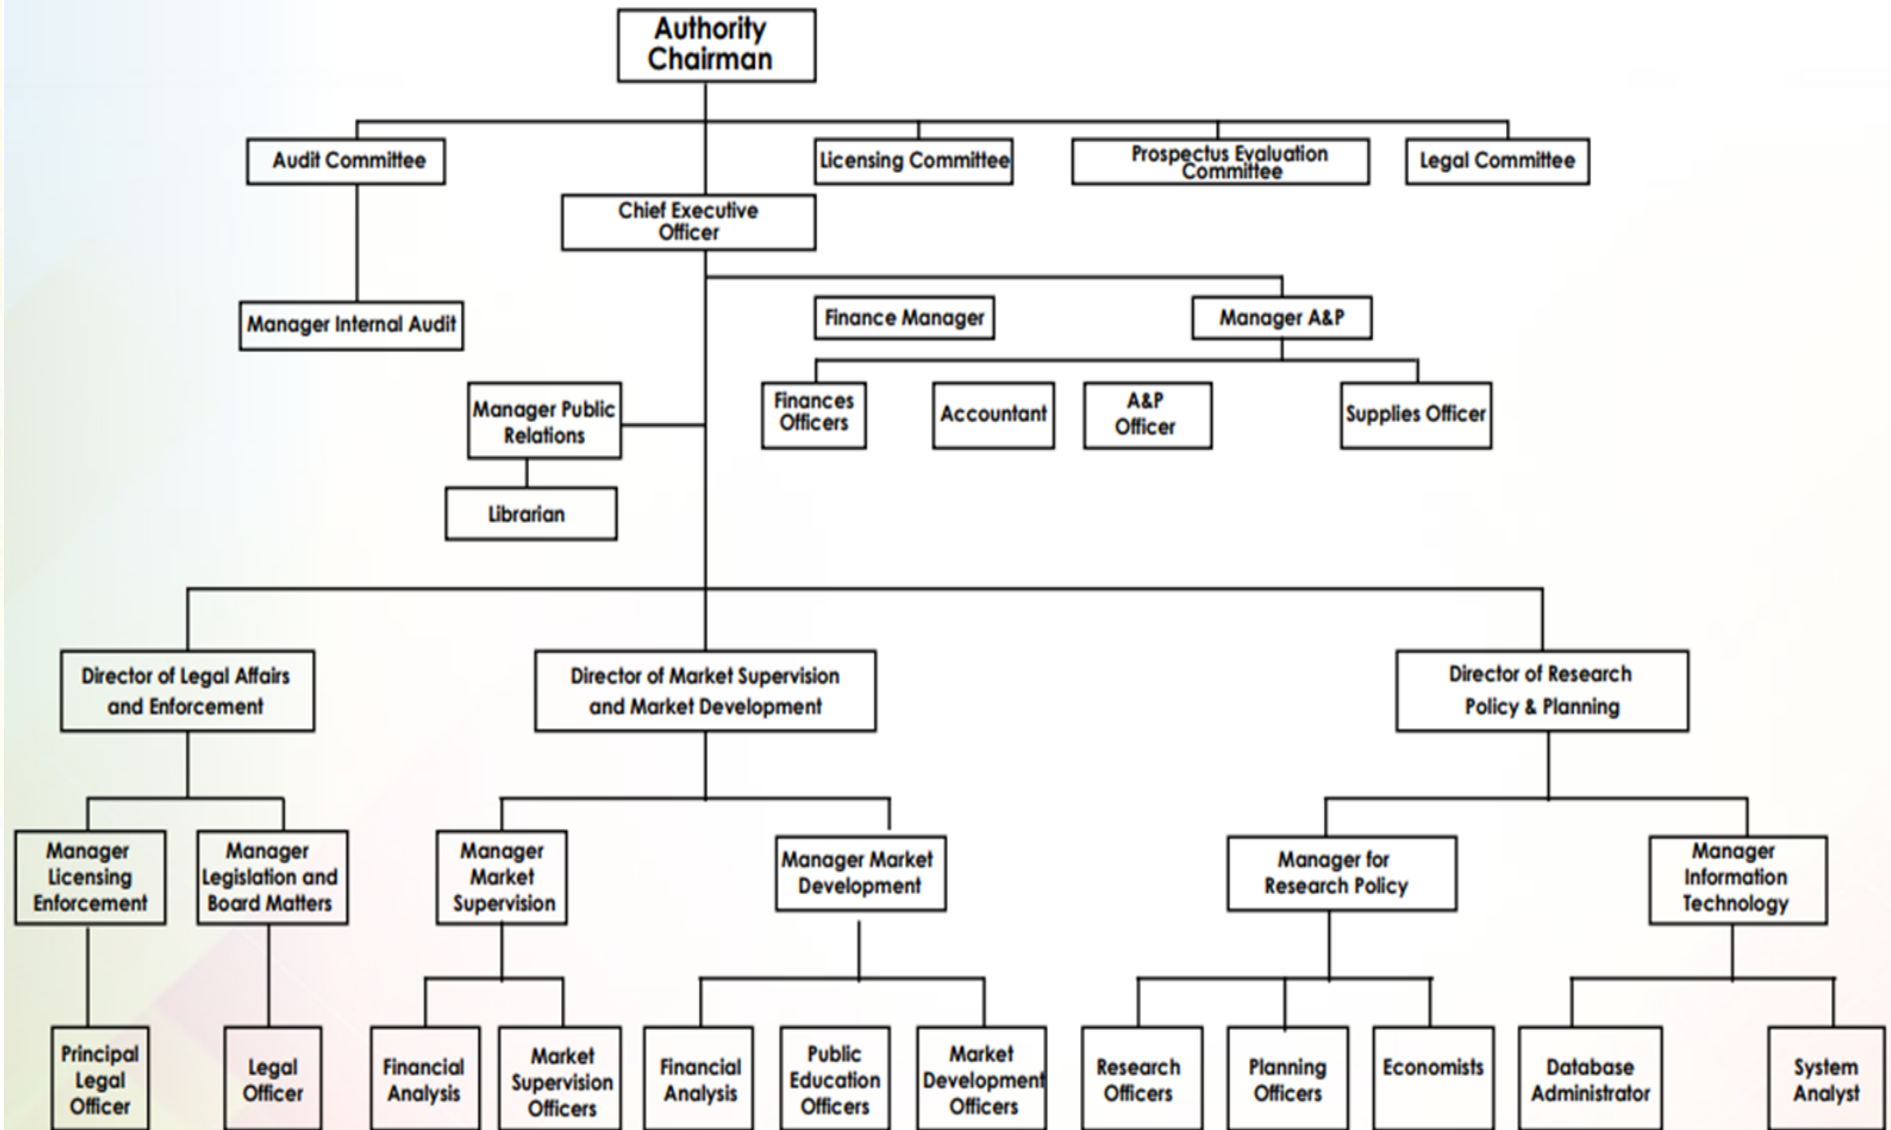 Authority
Chairman
Audit Committee
Licensing Committee
Prospectus Evaluation
Committee
Legal Committee
Chief Executive
Officer
Manager Internal Audit
Finance Manager
Manager A&P
Manager Public
Relations
Finances
Officers
Accountant
A&P
Officer
Supplies Officer
Librarian
Director of Legal Affairs
and Enforcement
Director of Market Supervision
and Market Development
Director of Research
Policy & Planning
Manager
Licensing
Enforcement
Manager
Legislation and
Board Matters
Manager
Market
Supervision
Manager Market
Development
Manager for
Research Policy
Manager
Information
Technology
Principal
Legal
Officer
Legal
Officer
Financial
Analysis
Market
Supervision
Officers
Financial
Analysis
Public
Education
Officers
Market
Development
Officers
Research
Officers
Planning
Officers
Economists
Database
Administrator
System
Analyst